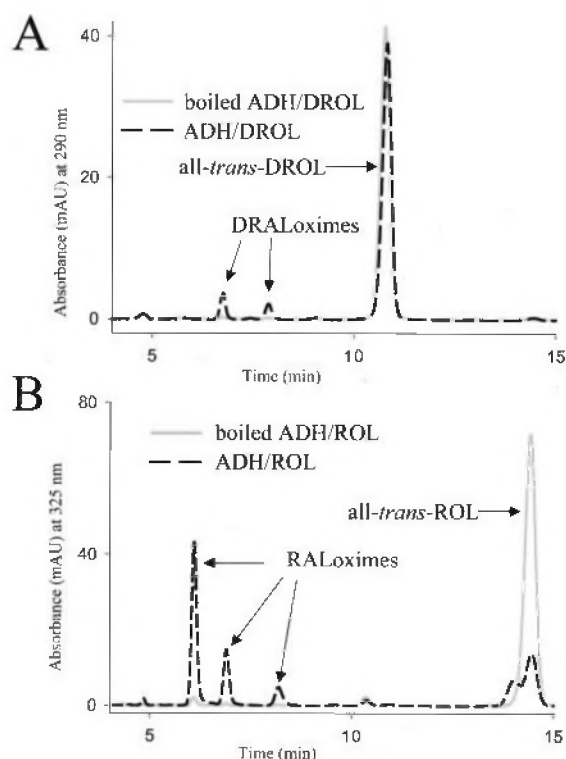 A
Absorbance (mAU) at 290 nm
40
20
0
boiled ADH/DROL
ADH/DROL
all-trans-DROL
DRALoximes
5
10
15
Time (min)
B
Absorbance (mAU) at 325 nm
80
40
0
boiled ADH/ROL
ADH/ROL
all-trans-ROL
RALoximes
5
10
15
Time (min)